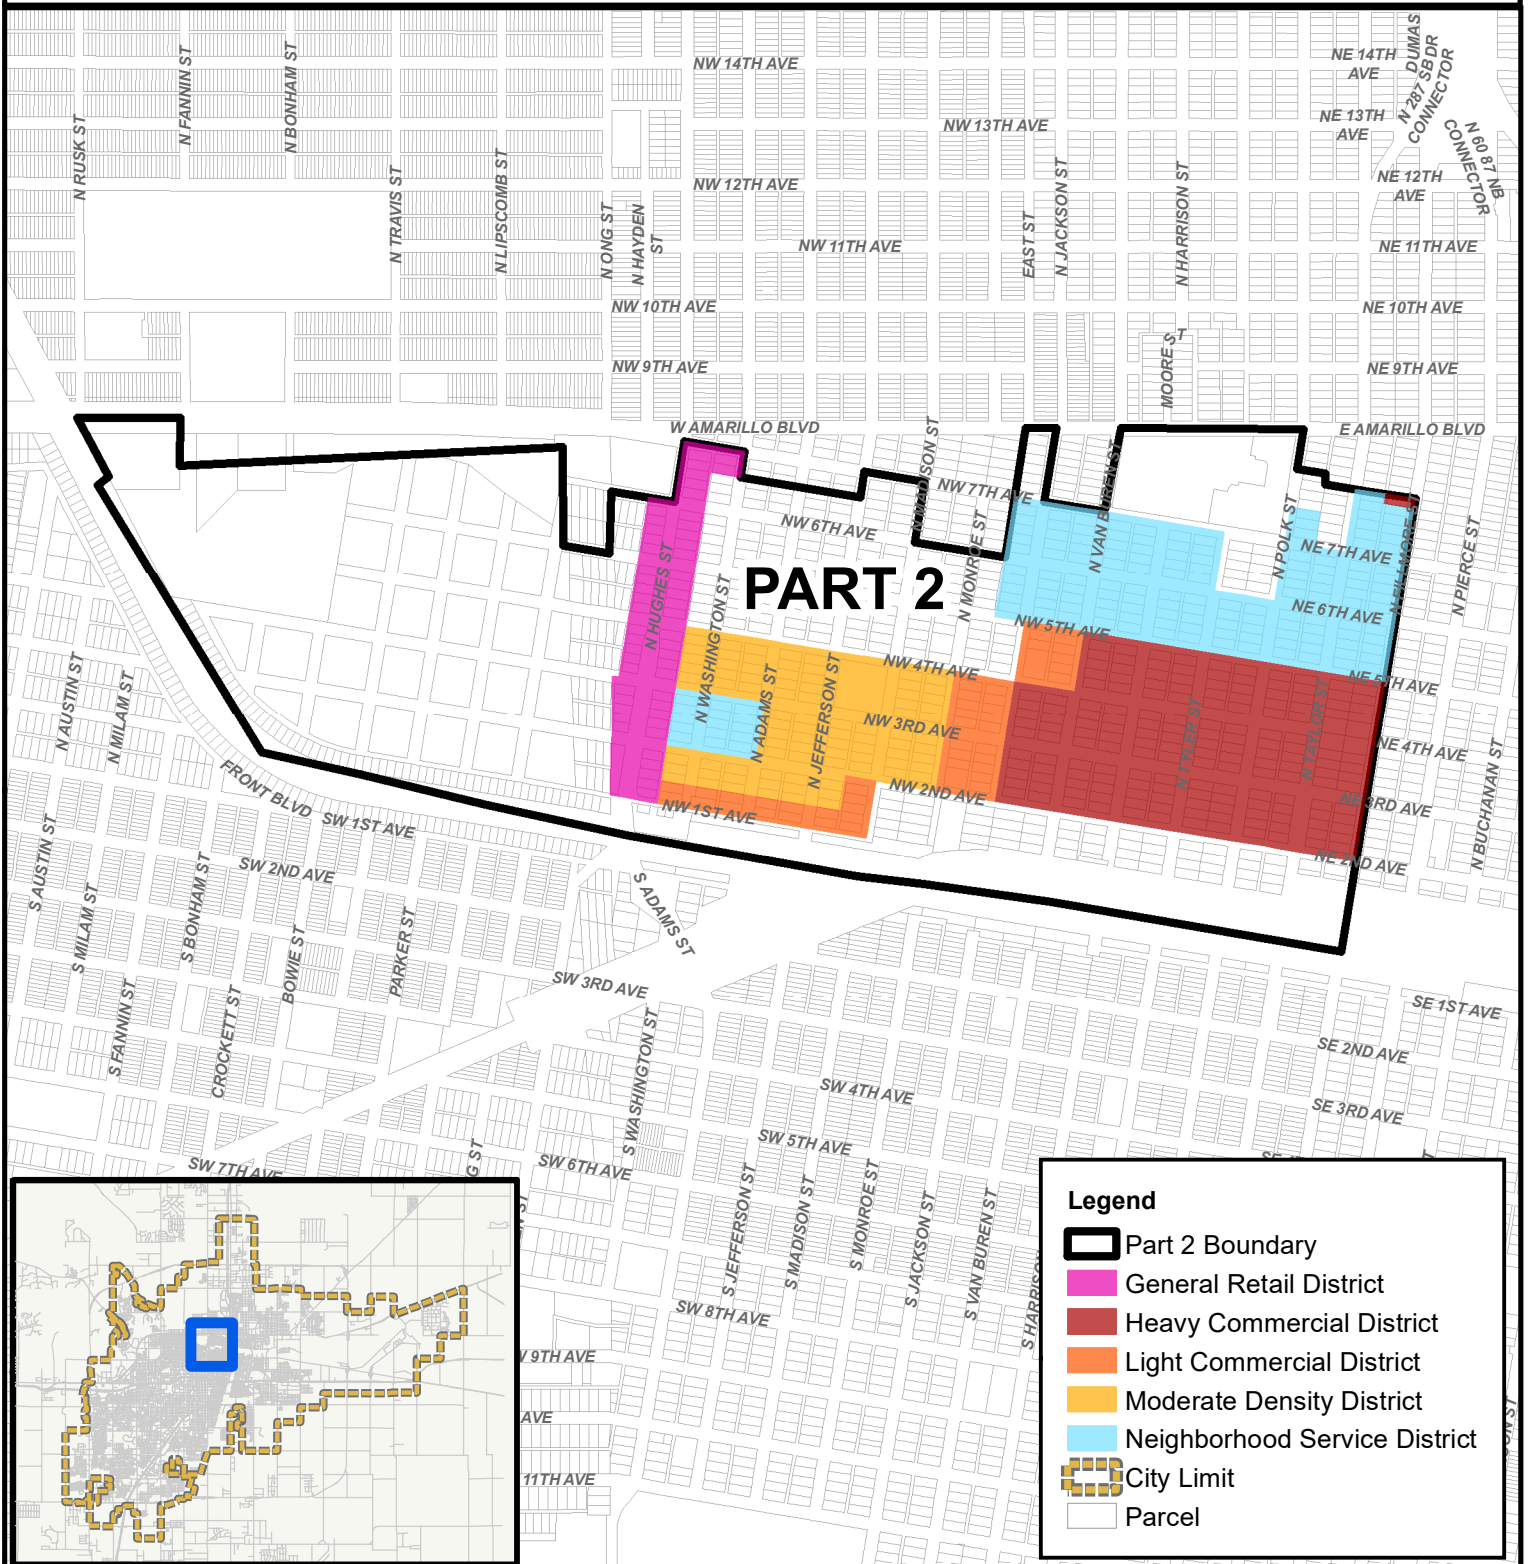 NW 14TH AVE
NE 14TH
AVE
DUMAS
N 287 SB DR
CONNECTOR
N FANNIN ST
N BONHAM ST
N RUSK ST
NW 13TH AVE
NE 13TH
AVE
N 60 87 NB
CONNECTOR
N TRAVIS ST
N LIPSCOMB ST
NW 12TH AVE
NE 12TH
AVE
N ONG ST
N HAYDEN
ST
EAST ST
N JACKSON ST
N HARRISON ST
NW 11TH AVE
NE 11TH AVE
NW 10TH AVE
NE 10TH AVE
NW 9TH AVE
MOORE ST
NE 9TH AVE
W AMARILLO BLVD
E AMARILLO BLVD
N MADISON ST
NW 7TH AVE
N VAN BUREN ST
NW 6TH AVE
N MONROE ST
N POLK ST
NE 7TH AVE
N FILLMORE ST
N PIERCE ST
PART 2
N HUGHES ST
N WASHINGTON ST
NE 6TH AVE
NW 5TH AVE
N AUSTIN ST
N MILAM ST
N ADAMS ST
N JEFFERSON ST
NW 4TH AVE
NE 5TH AVE
NW 3RD AVE
N TYLER ST
N TAYLOR ST
NE 4TH AVE
N BUCHANAN ST
FRONT BLVD
SW 1ST AVE
NW 1ST AVE
NW 2ND AVE
NE 3RD AVE
NE 2ND AVE
S AUSTIN ST
SW 2ND AVE
S MILAM ST
S BONHAM ST
BOWIE ST
PARKER ST
S ADAMS ST
SW 3RD AVE
S FANNIN ST
CROCKETT ST
S WASHINGTON ST
SE 1ST AVE
SE 2ND AVE
SW 4TH AVE
SE 3RD AVE
SW 5TH AVE
SW 7TH AVE
G ST
SW 6TH AVE
S JEFFERSON ST
S MADISON ST
S MONROE ST
S JACKSON ST
S VAN BUREN ST
S HARRISON
SW 8TH AVE
9TH AVE
AVE
11TH AVE
Legend
Part 2 Boundary
General Retail District
Heavy Commercial District
Light Commercial District
Moderate Density District
Neighborhood Service District
City Limit
Parcel